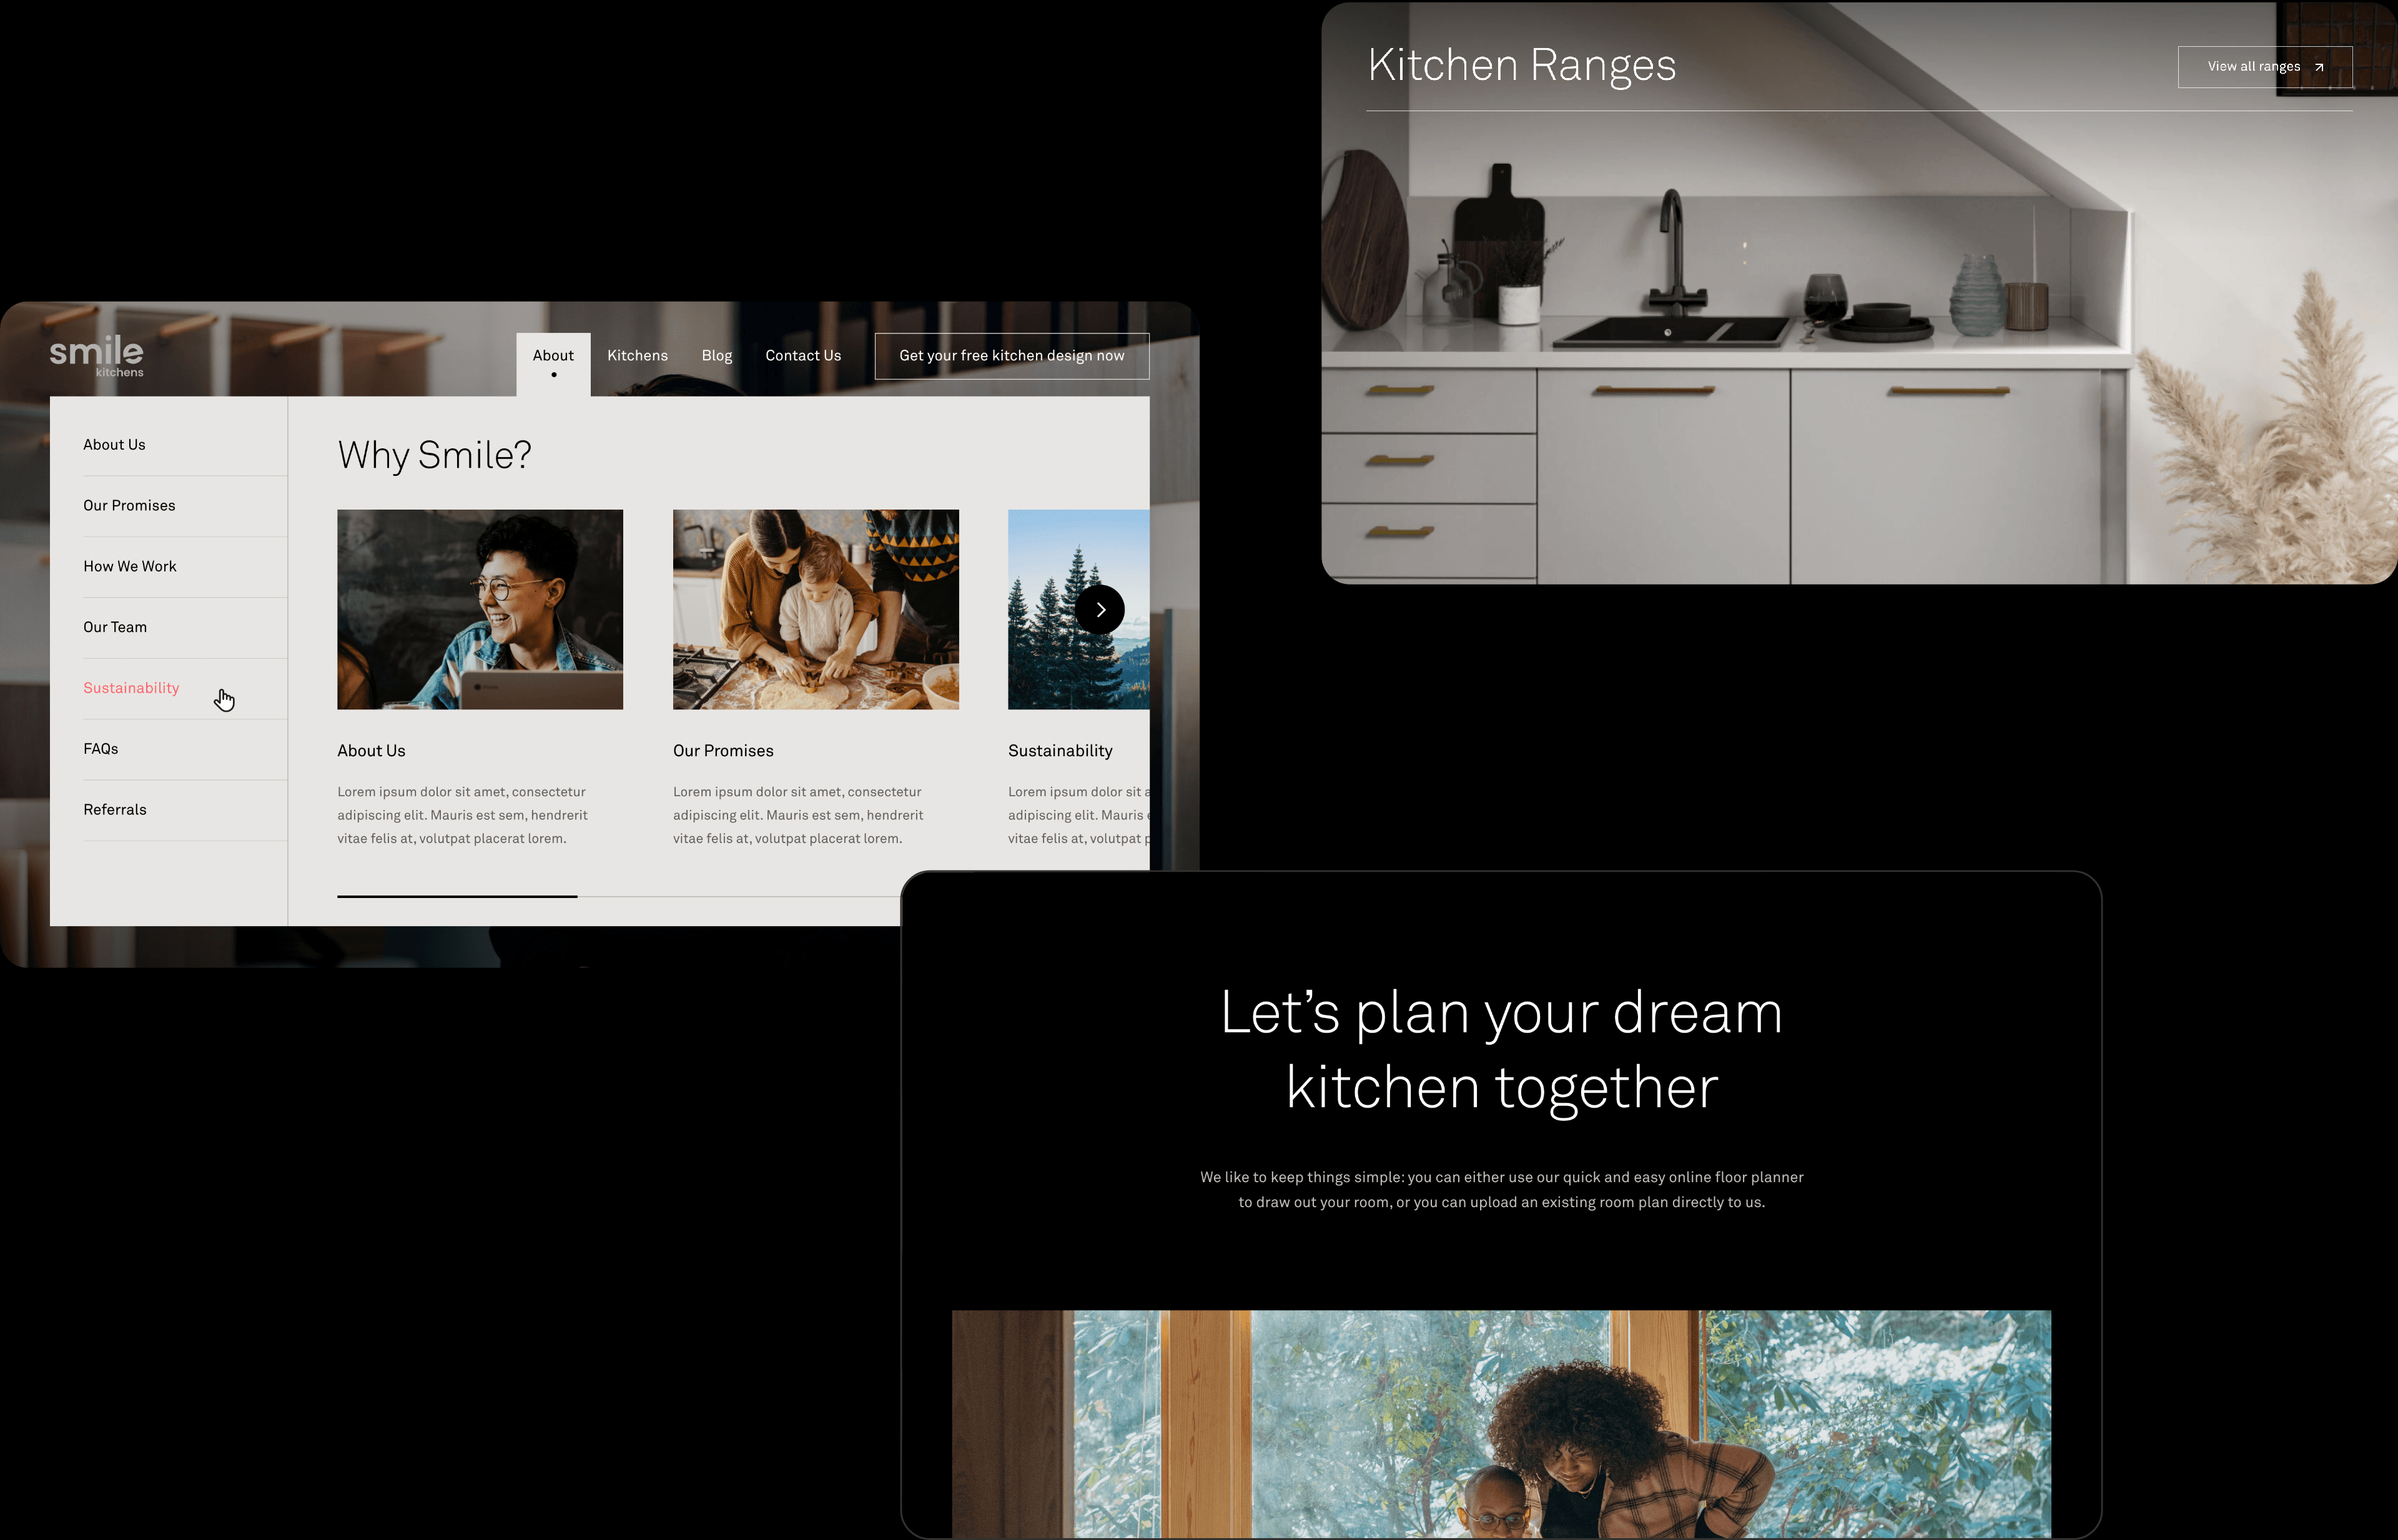 Kitchen Ranges
View all ranges
smile
kitchens
About
Kitchens
Blog
Contact Us
Get your free kitchen design now
About Us
Our Promises
How We Work
Our Team
Sustainability
FAQs
Referrals
Why Smile?
About Us
Lorem ipsum dolor sit amet, consectetur
adipiscing elit. Mauris est sem, hendrerit
vitae felis at, volutpat placerat lorem.
Our Promises
Lorem ipsum dolor sit amet, consectetur
adipiscing elit. Mauris est sem, hendrerit
vitae felis at, volutpat placerat lorem.
Sustainability
Lorem ipsum dolor sit
adipiscing elit. Mauris
vitae felis at, volutpat
Let's plan your dream
kitchen together
We like to keep things simple: you can either use our quick and easy online floor planner
to draw out your room, or you can upload an existing room plan directly to us.